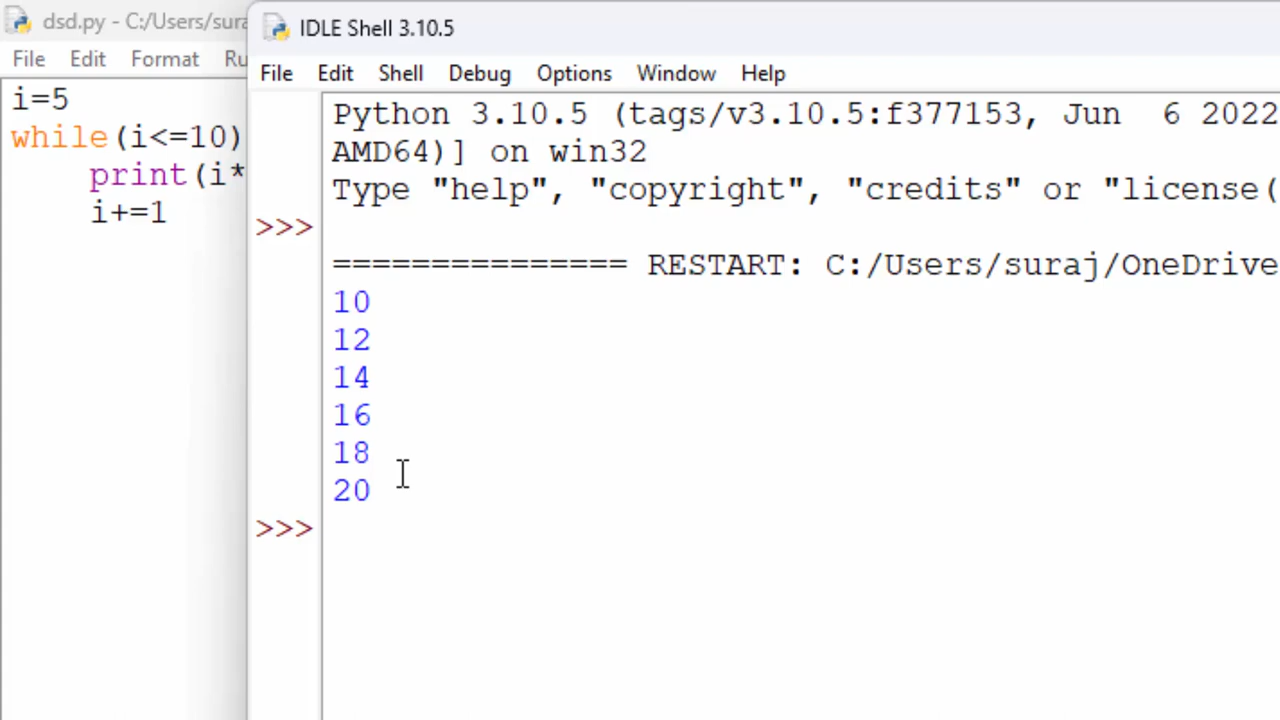 dsd.py - C:/Users/sura
File Edit Format Ru
i=5
while(i<=10)
print(i*
i+=1
IDLE Shell 3.10.5
File Edit Shell Debug Options Window Help
Python 3.10.5 (tags/v3.10.5:f377153, Jun  6 2022
AMD64)] on win32
Type "help", "copyright", "credits" or "license(
>>>
=============== RESTART: C:/Users/suraj/OneDrive
10
12
14
16
18
20
>>>